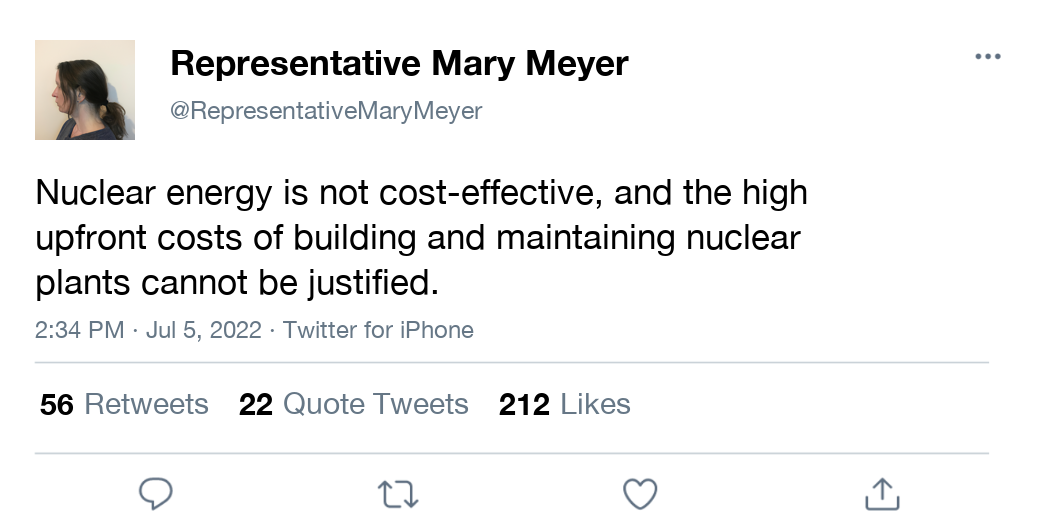 Representative Mary Meyer
@RepresentativeMaryMeyer
Nuclear energy is not cost-effective, and the high
upfront costs of building and maintaining nuclear
plants cannot be justified.
2:34 PM · Jul 5, 2022 · Twitter for iPhone
56 Retweets 22 Quote Tweets 212 Likes